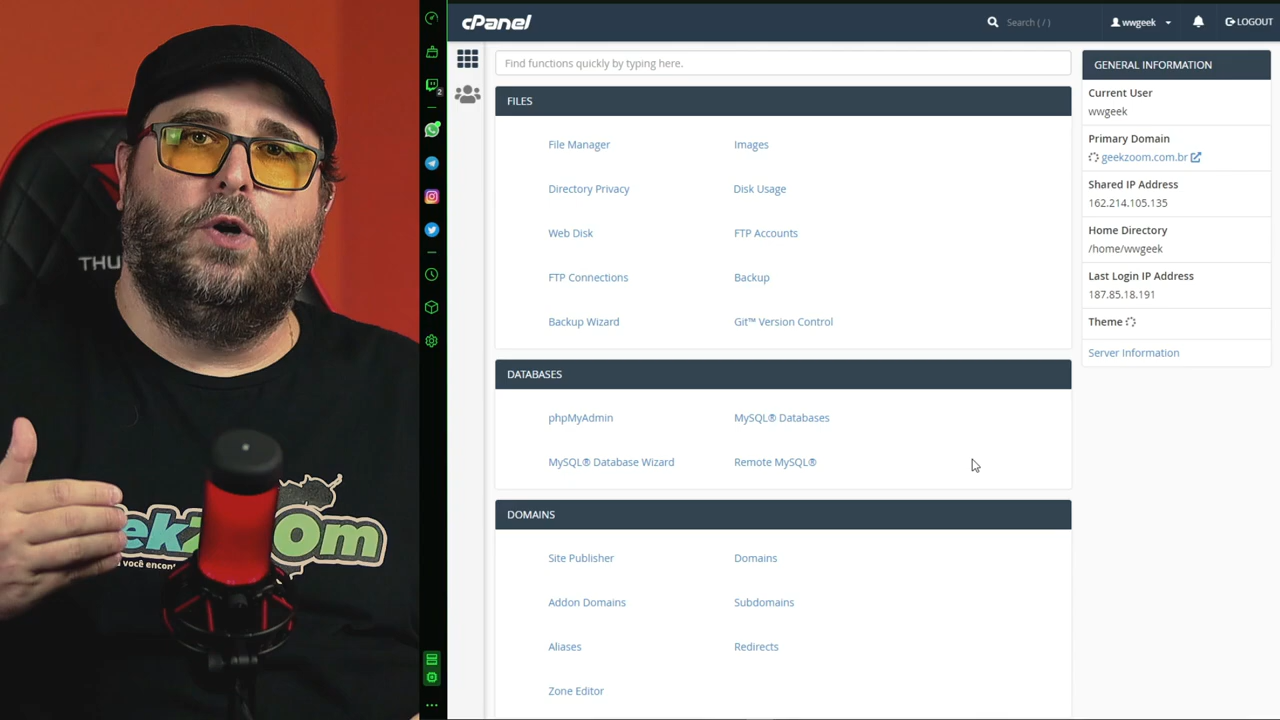 cPanel
Search ( / )
wwgeek
LOGOUT
2
Find functions quickly by typing here.
FILES
File Manager
Images
Directory Privacy
Disk Usage
Web Disk
FTP Accounts
FTP Connections
Backup
Backup Wizard
Git™ Version Control
DATABASES
phpMyAdmin
MySQL® Databases
MySQL® Database Wizard
Remote MySQL®
DOMAINS
Site Publisher
Domains
Addon Domains
Subdomains
Aliases
Redirects
Zone Editor
GENERAL INFORMATION
Current User
wwgeek
Primary Domain
geekzoom.com.br
Shared IP Address
162.214.105.135
Home Directory
/home/wwgeek
Last Login IP Address
187.85.18.191
Theme
Server Information
THU
ekZoom
você encon